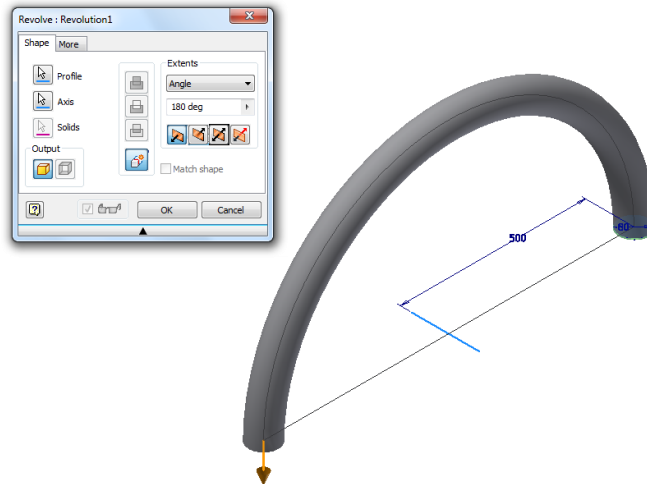 Revolve : Revolution1
Shape
More
Profile
Axis
Solids
Output
Extents
Angle
180 deg
Match shape
OK
Cancel
500
80